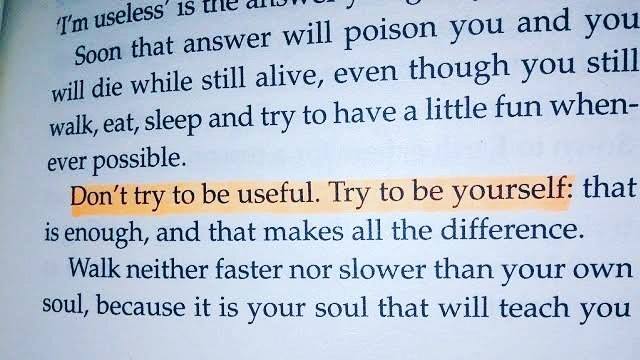 'I'm useless' is the
Soon that answer will poison you and you
will die while still alive, even though you still
walk, eat, sleep and try to have a little fun when-
ever possible.
Don't try to be useful. Try to be yourself: that
is enough, and that makes all the difference.
Walk neither faster nor slower than your own
soul, because it is your soul that will teach you